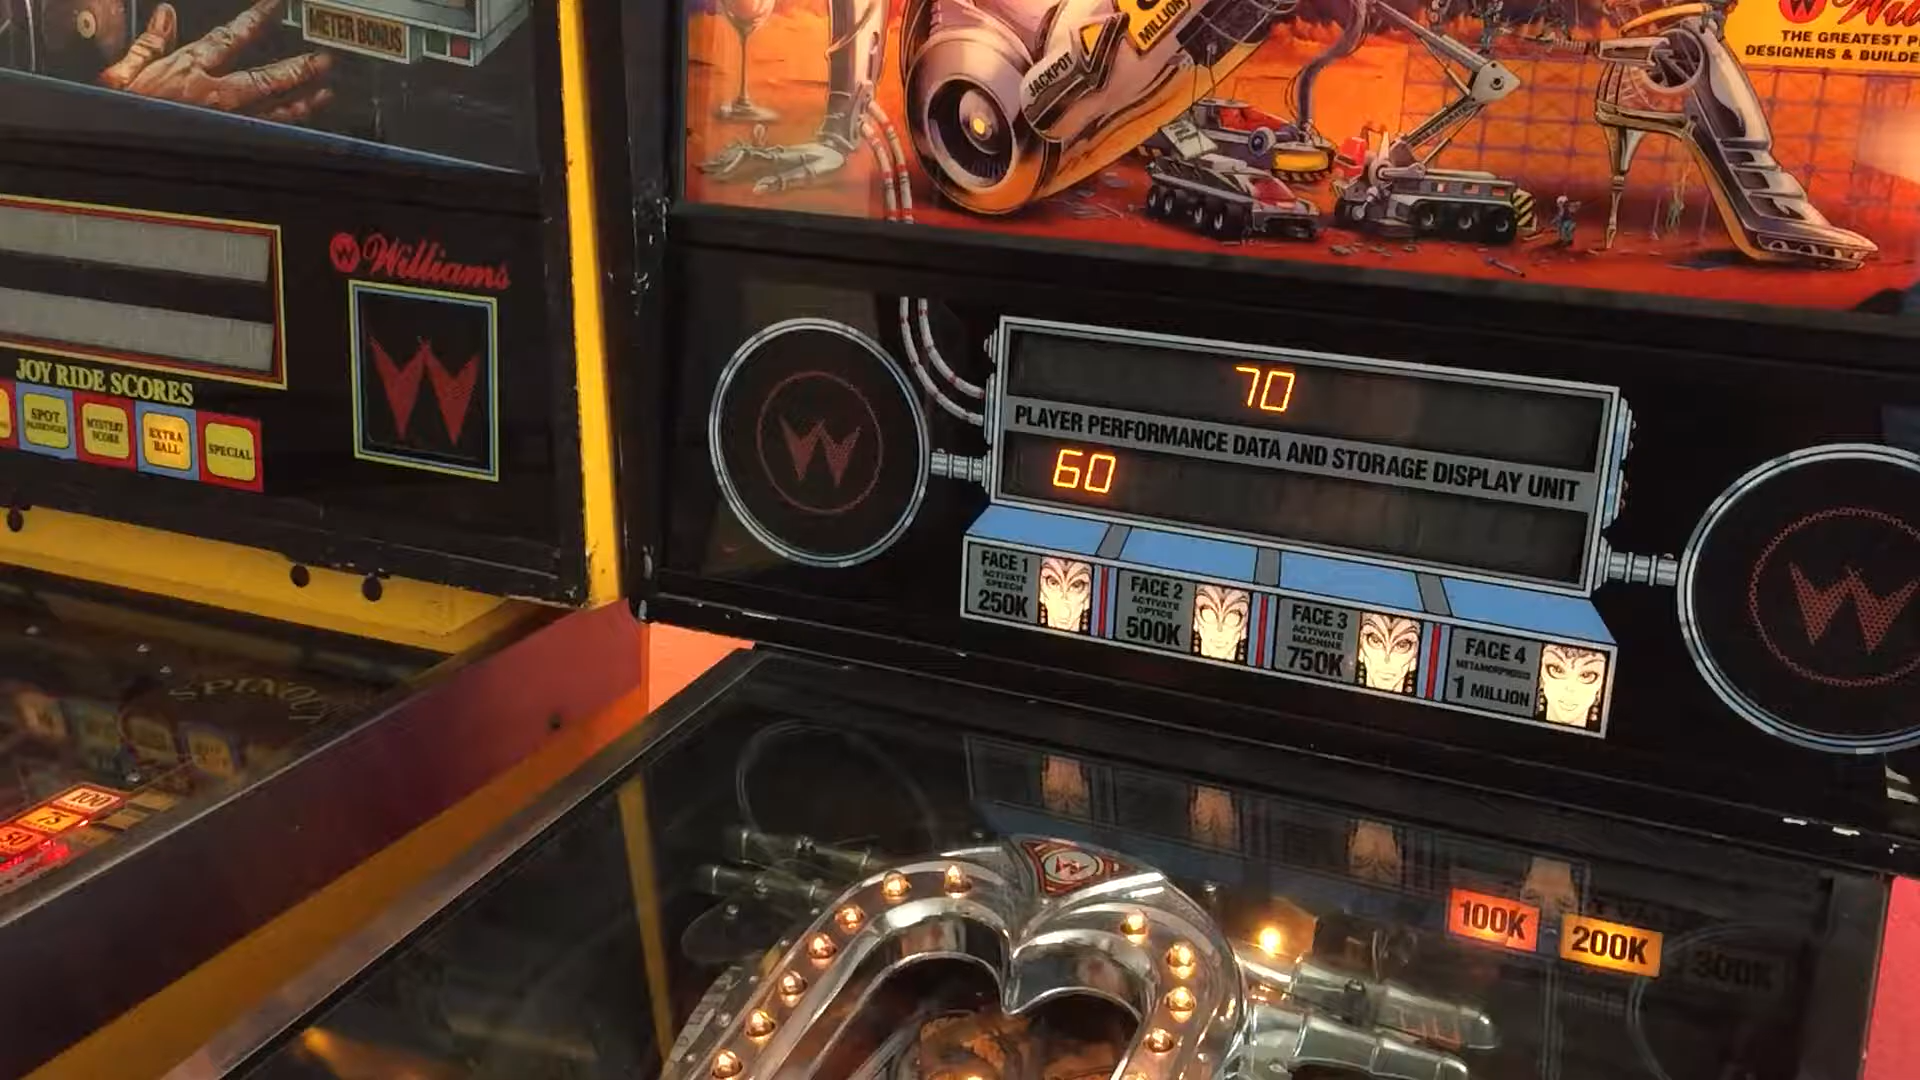 METER BONUS
MILLION
JACKPOT
THE GREATEST P
DESIGNERS & BUILDE
Williams
JOY RIDE SCORES
SPOT
PASSENGER
MYSTERY
SCORE
EXTRA
BALL
SPECIAL
70
PLAYER PERFORMANCE DATA AND STORAGE DISPLAY UNIT
60
FACE 1
ACTIVATE
SPEECH
250K
FACE 2
ACTIVATE
OPTICS
500K
FACE 3
ACTIVATE
MACHINE
750K
FACE 4
METAMORPHOSIS
1 MILLION
SPINOUT
100
75
50
100K
200K
300K